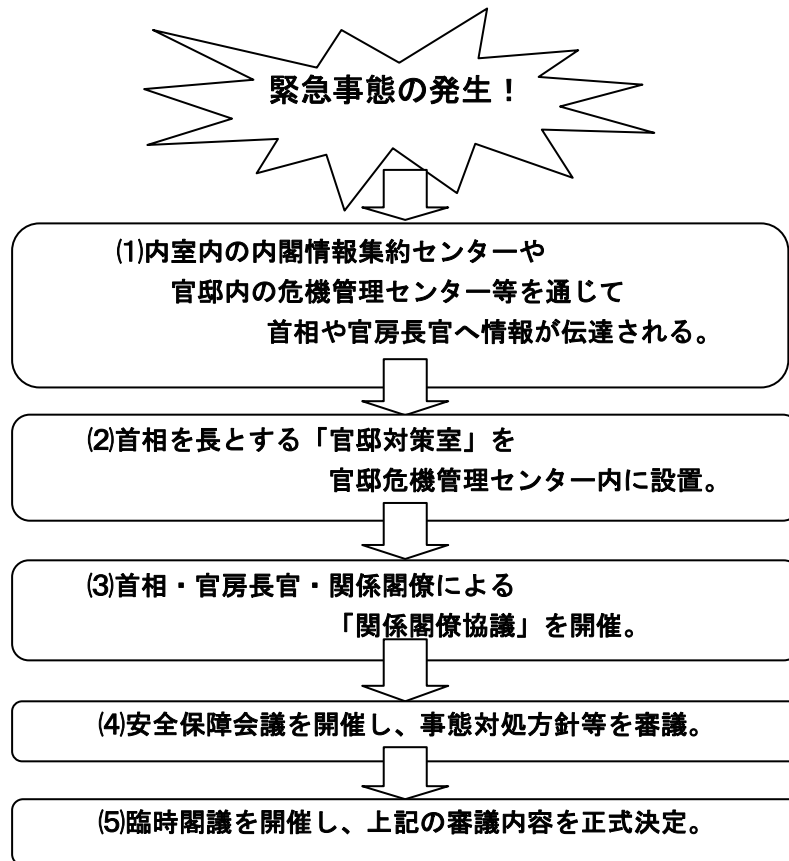 緊急事態の発生！
⑴内室内の内閣情報集約センターや
官邸内の危機管理センター等を通じて
首相や官房長官へ情報が伝達される。
⑵首相を長とする「官邸対策室」を
官邸危機管理センター内に設置。
⑶首相・官房長官・関係閣僚による
「関係閣僚協議」を開催。
⑷安全保障会議を開催し、事態対処方針等を審議。
⑸臨時閣議を開催し、上記の審議内容を正式決定。